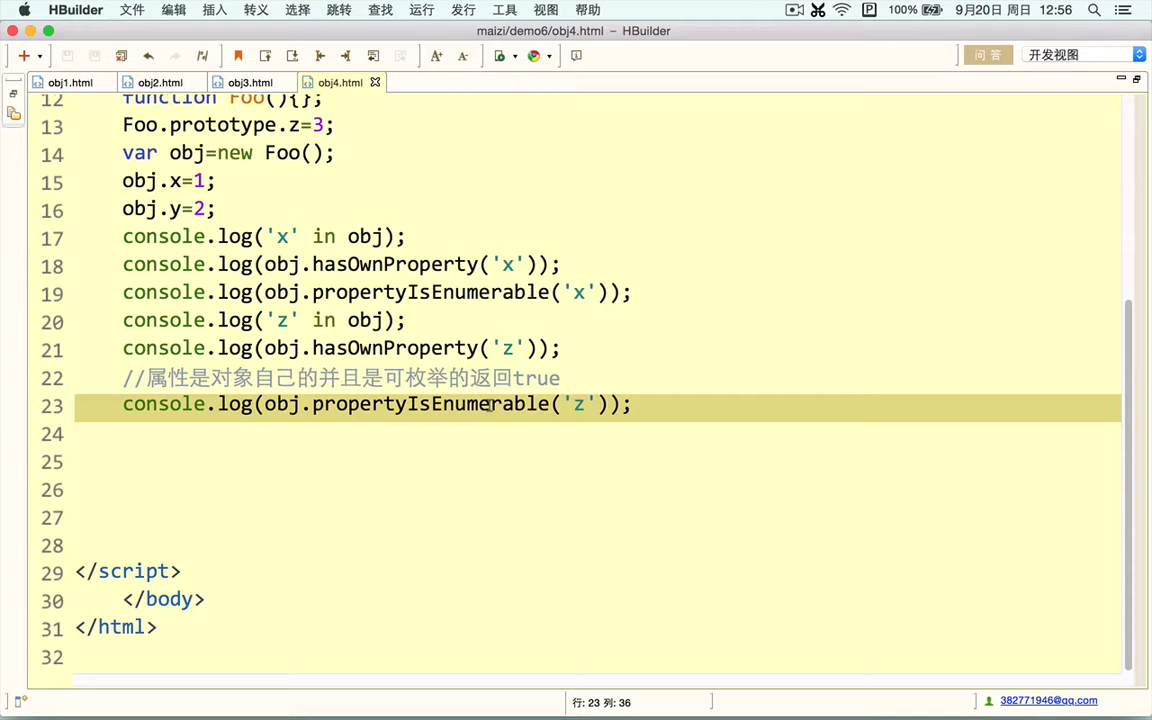 HBuilder 文件 编辑 插入 转义 选择 跳转 查找 运行 发行 工具 视图 帮助 100% 9月20日 周日 12:56
maizi/demo6/obj4.html - HBuilder
问答 开发视图
obj1.html obj2.html obj3.html obj4.html
12 function Foo(){};
13 Foo.prototype.z=3;
14 var obj=new Foo();
15 obj.x=1;
16 obj.y=2;
17 console.log('x' in obj);
18 console.log(obj.hasOwnProperty('x'));
19 console.log(obj.propertyIsEnumerable('x'));
20 console.log('z' in obj);
21 console.log(obj.hasOwnProperty('z'));
22 //属性是对象自己的并且是可枚举的返回true
23 console.log(obj.propertyIsEnumerable('z'));
24
25
26
27
28
29 </script>
30 </body>
31 </html>
32
行: 23 列: 36 382771946@qq.com